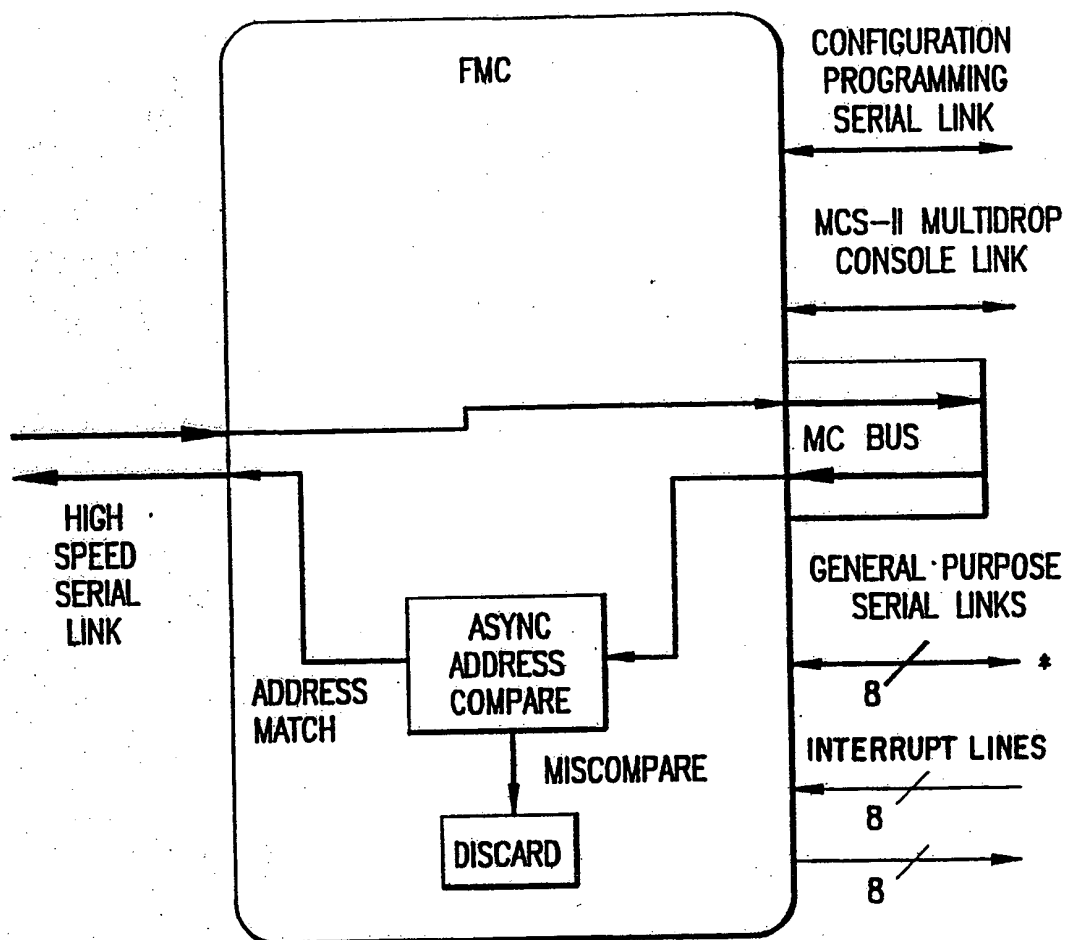 FMC
CONFIGURATION
PROGRAMMING
SERIAL LINK
MCS-II MULTIDROP
CONSOLE LINK
MC BUS
HIGH
SPEED
SERIAL
LINK
GENERAL PURPOSE
SERIAL LINKS
*
8
ASYNC
ADDRESS
COMPARE
ADDRESS
MATCH
MISCOMPARE
DISCARD
INTERRUPT LINES
8
8